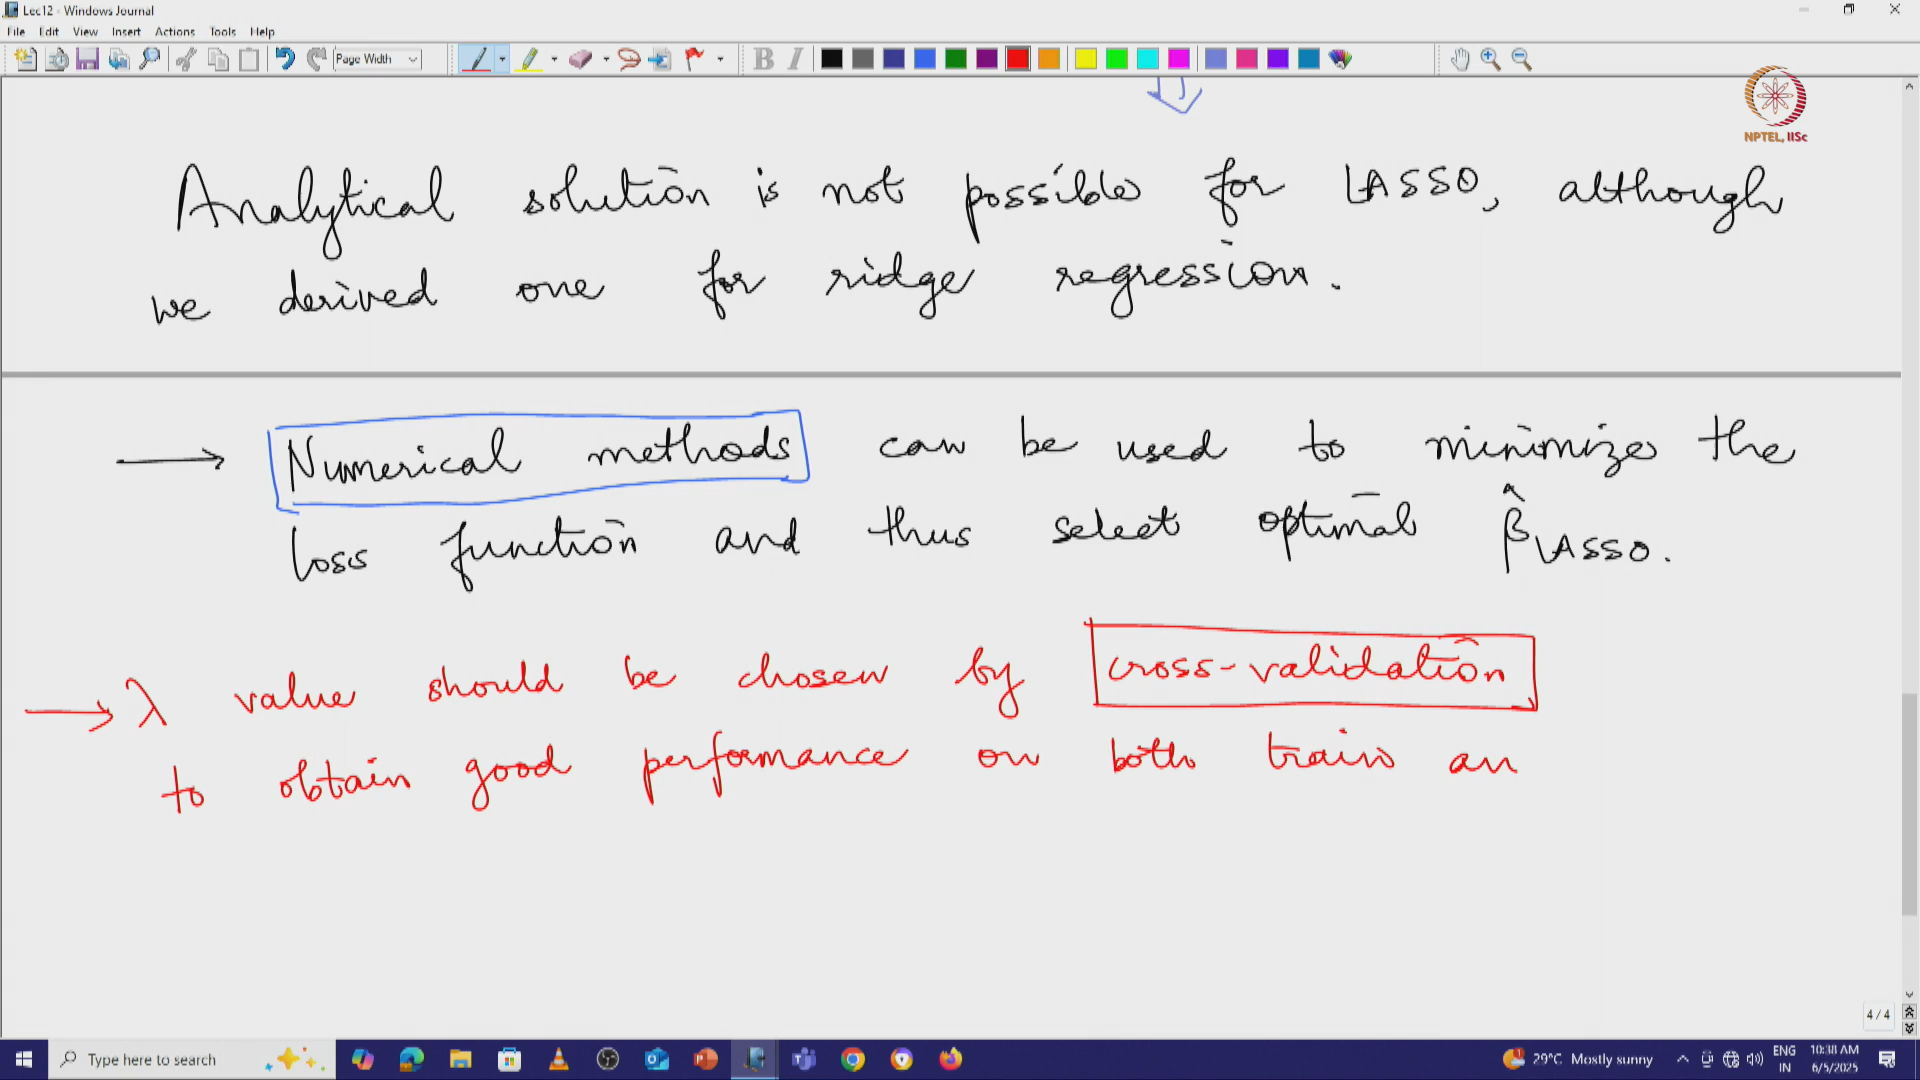 Lec12 - Windows Journal
File Edit View Insert Actions Tools Help
Page Width
B I
NPTEL, IISc
Analytical solution is not possible for LASSO, although
we derived one for ridge regression.
→ Numerical methods can be used to minimize the
loss function and thus select optimal β̂ LASSO.
→ λ value should be chosen by cross-validation
to obtain good performance on both train an
4 / 4
Type here to search
29°C Mostly sunny
ENG
IN
10:38 AM
6/5/2025